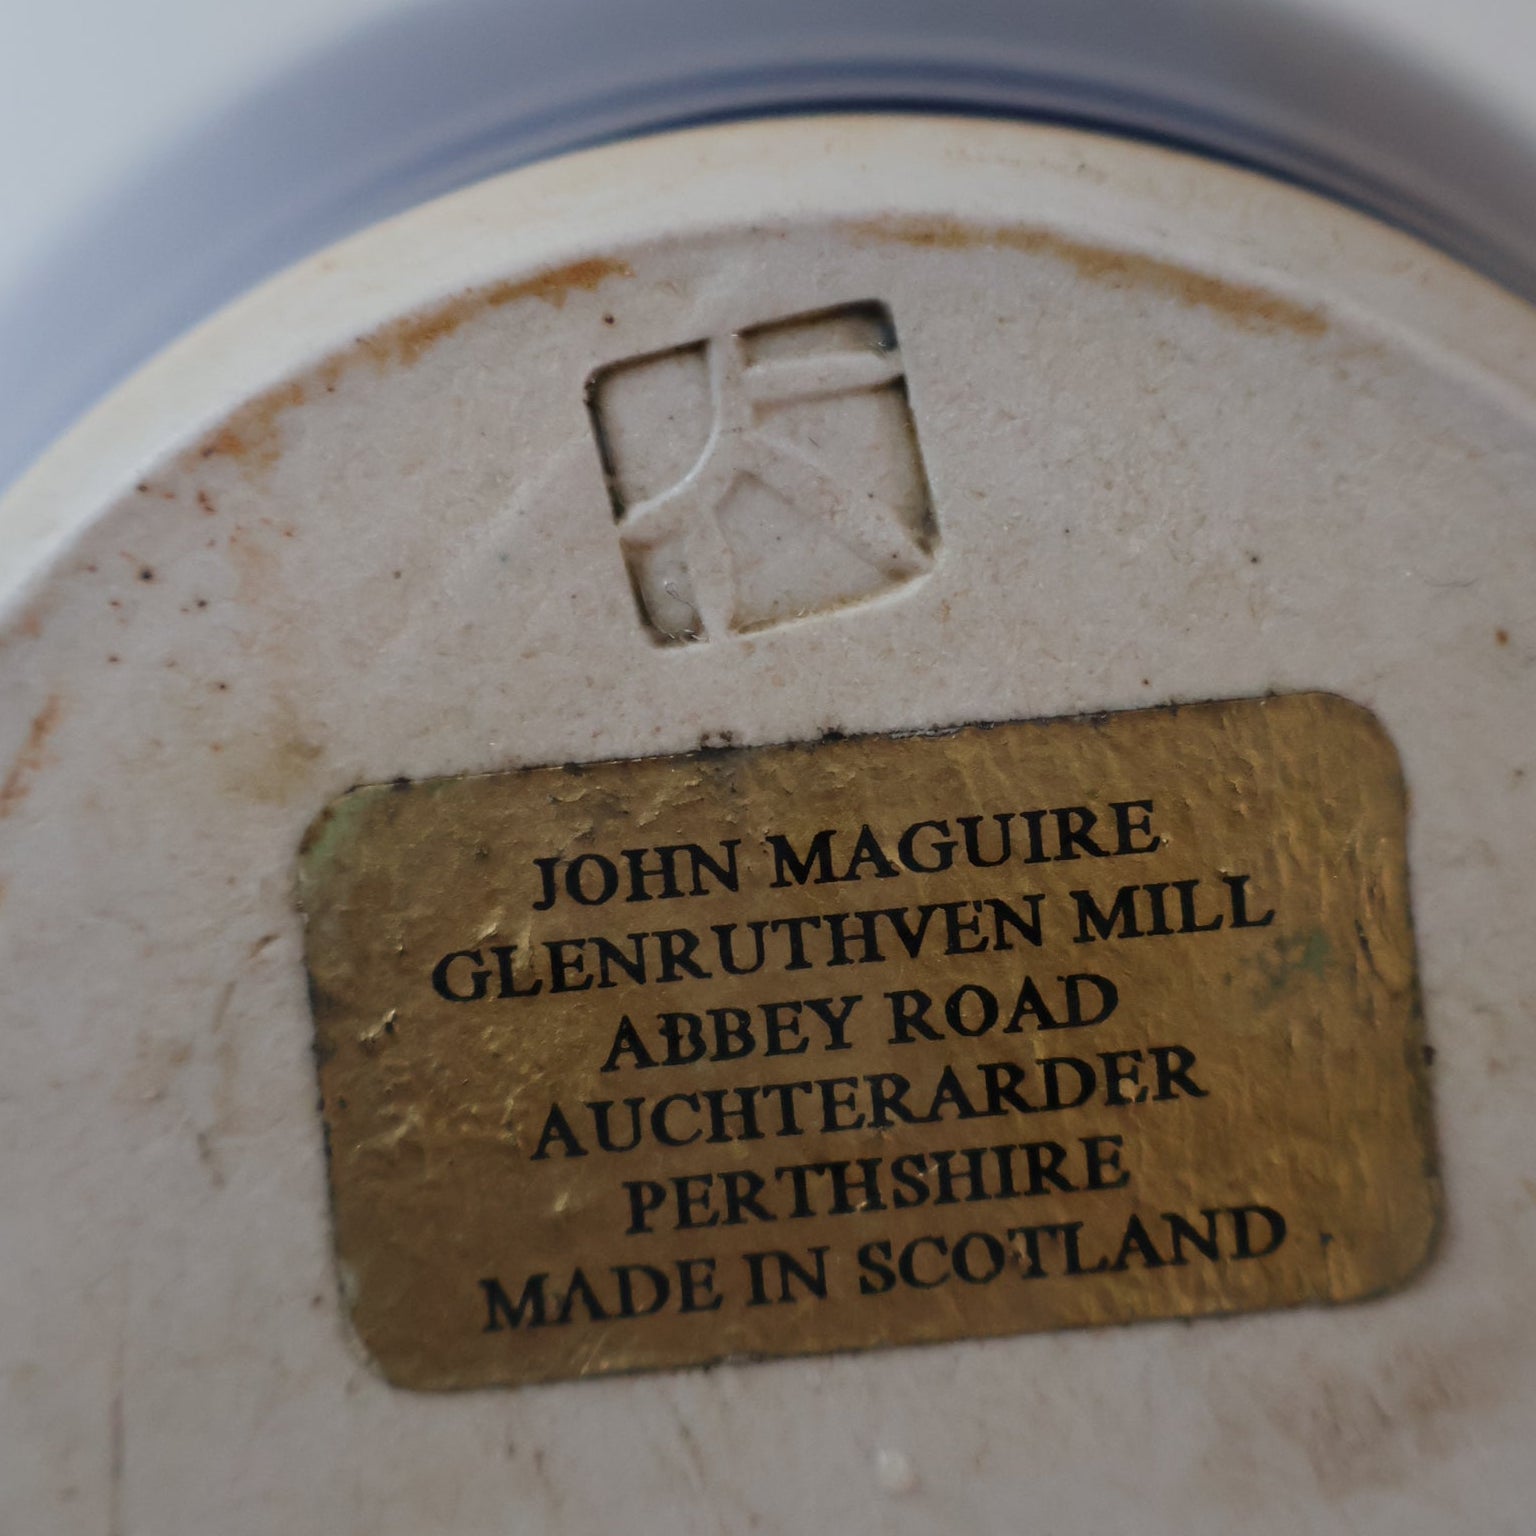 JOHN MAGUIRE
GLENRUTHVEN MILL
ABBEY ROAD
AUCHTERARDER
PERTHSHIRE
MADE IN SCOTLAND